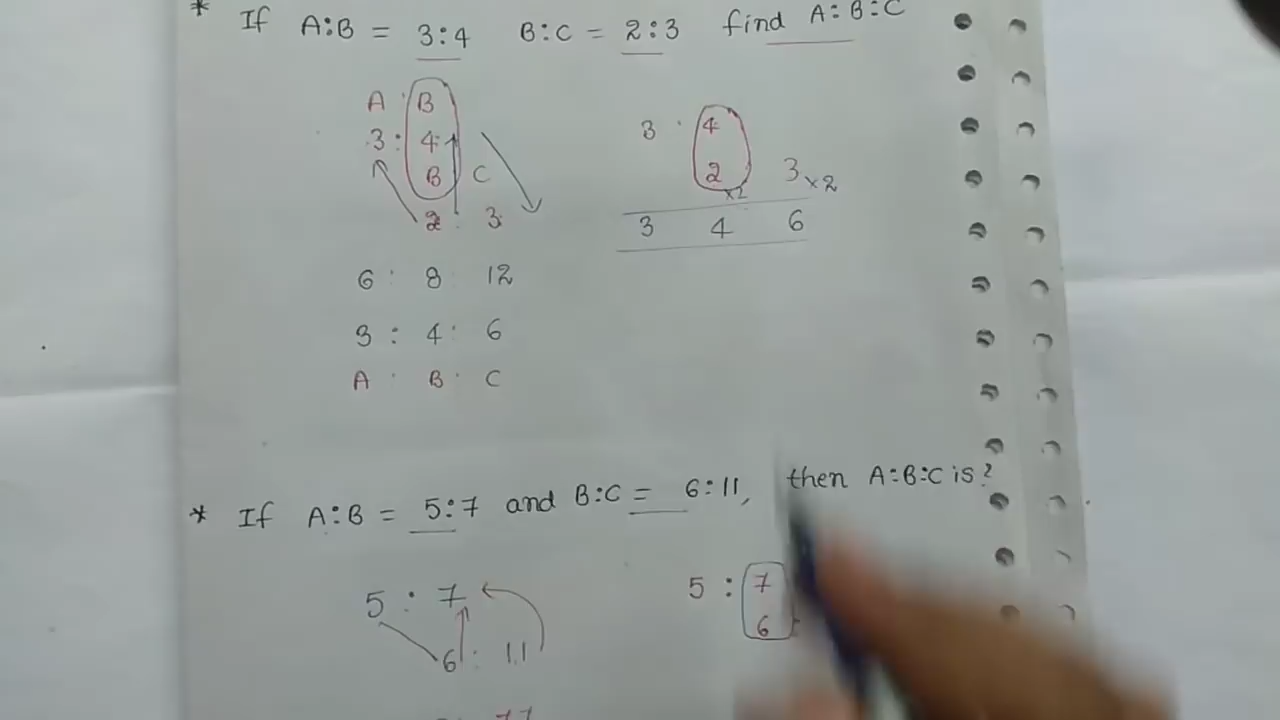 * If A:B = 3:4 B:C = 2:3 find A:B:C
A : B
3 : 4
B C
2 : 3
6 : 8 12
3 : 4 : 6
A : B : C
3 : 4
2 3
×2 ×2
3 4 6
* If A:B = 5:7 and B:C = 6:11, then A:B:C is?
5 : 7
6 : 11
5 : 7
6